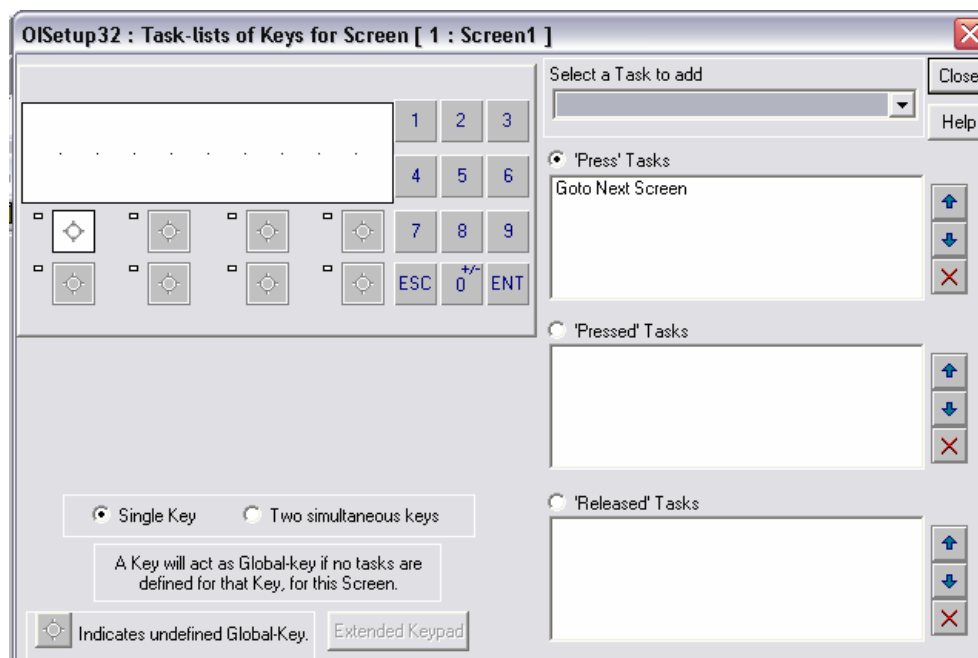 OISetup32 : Task-lists of Keys for Screen [ 1 : Screen1 ]
Select a Task to add
Close
Help
1 2 3
4 5 6
7 8 9
ESC +/- 0 ENT
'Press' Tasks
Goto Next Screen
'Pressed' Tasks
'Released' Tasks
Single Key Two simultaneous keys
A Key will act as Global-key if no tasks are
defined for that Key, for this Screen.
Indicates undefined Global-Key. Extended Keypad